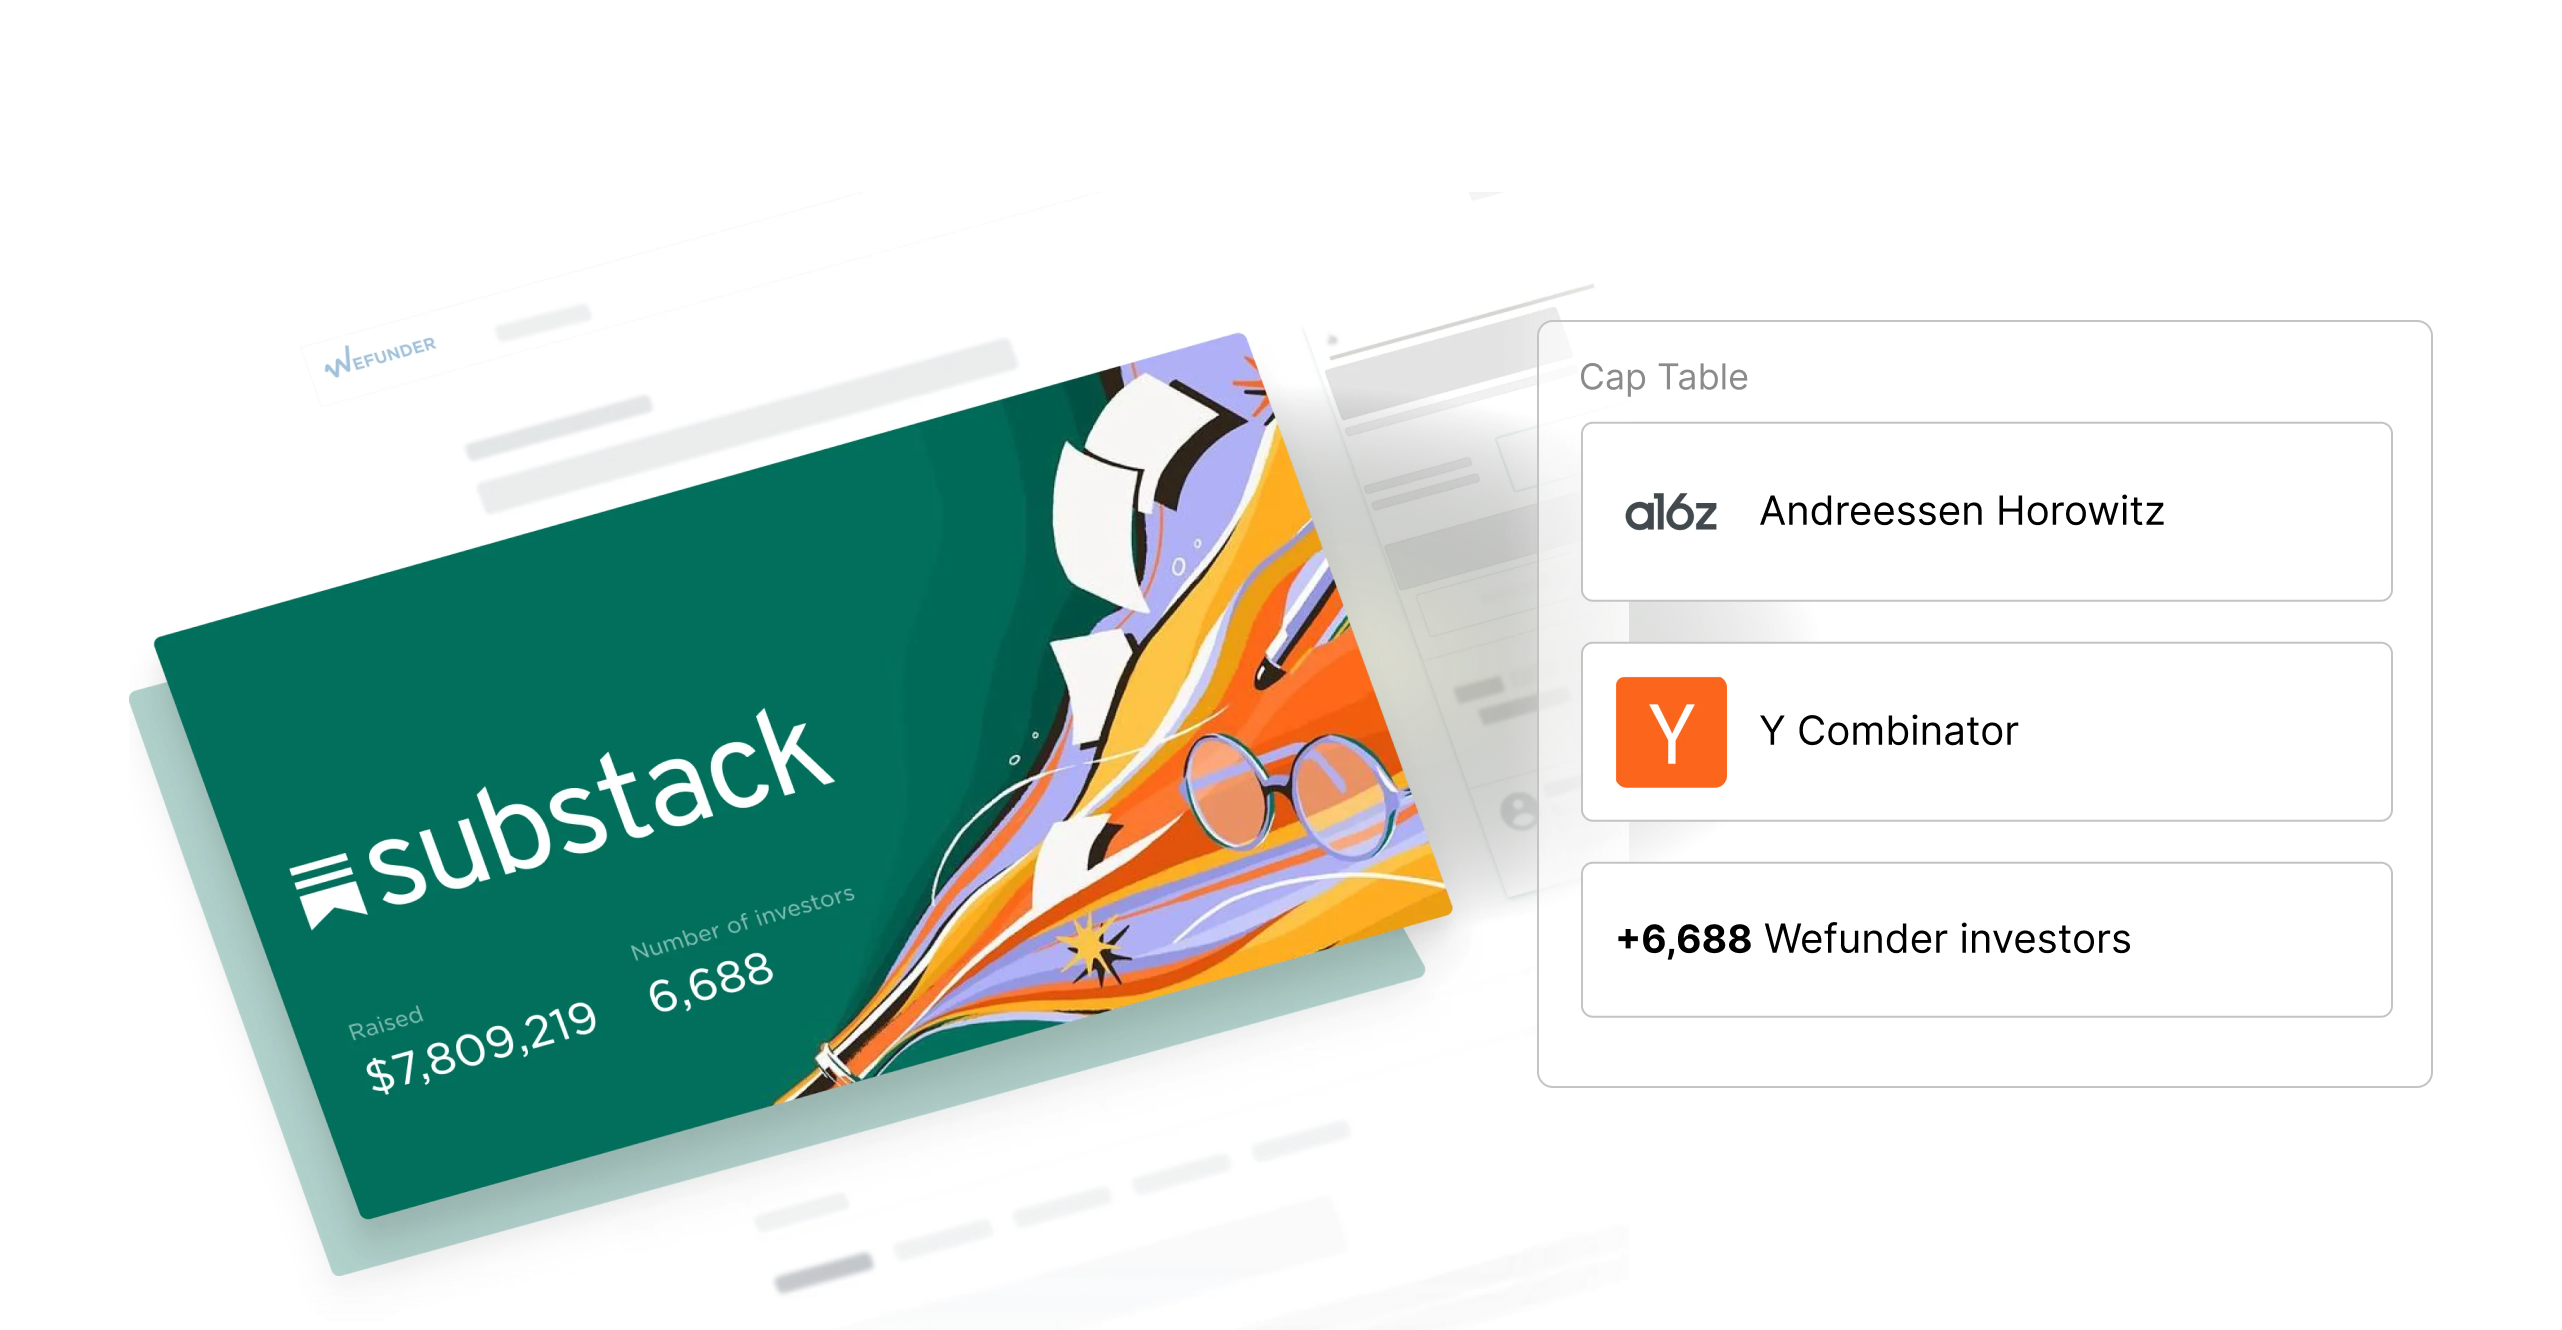 WEFUNDER
substack
Raised
$7,809,219
Number of investors
6,688
Cap Table
a16z Andreessen Horowitz
Y Y Combinator
+6,688 Wefunder investors